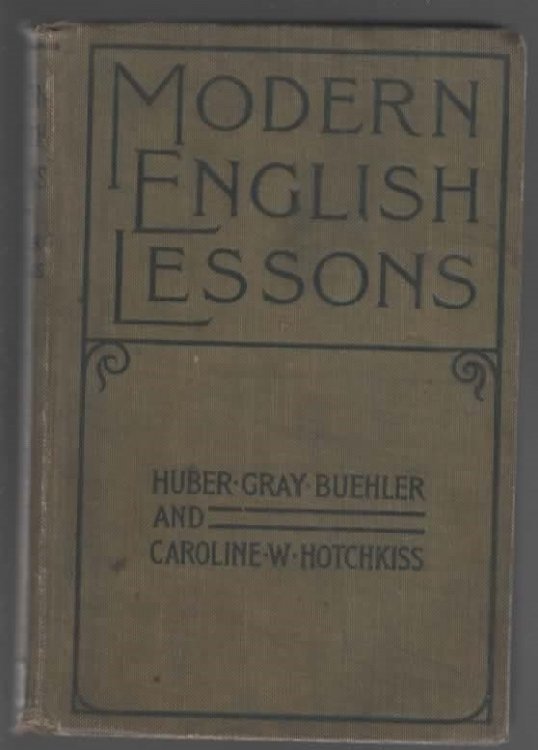 MODERN
ENGLISH
LESSONS
HUBER·GRAY·BUEHLER
AND
CAROLINE·W·HOTCHKISS